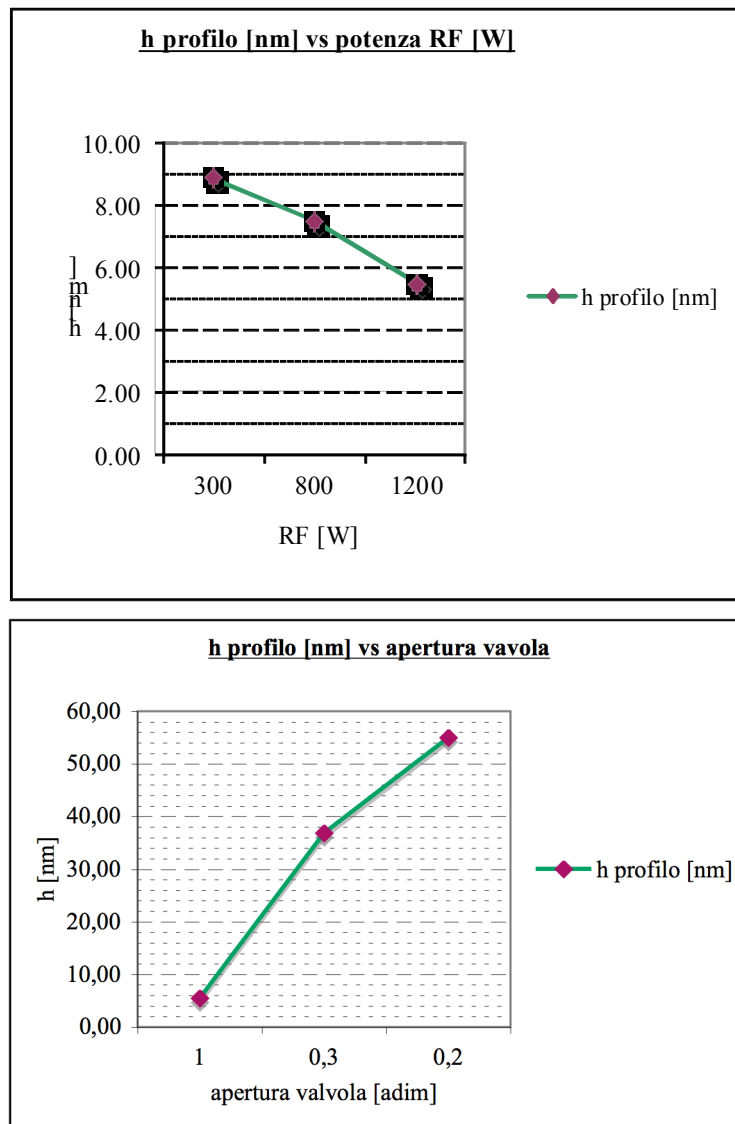 h profilo [nm] vs potenza RF [W]
10.00
8.00
6.00
4.00
2.00
0.00
h [nm]
300 800 1200
RF [W]
h profilo [nm]
h profilo [nm] vs apertura vavola
60,00
50,00
40,00
30,00
20,00
10,00
0,00
h [nm]
1 0,3 0,2
apertura valvola [adim]
h profilo [nm]